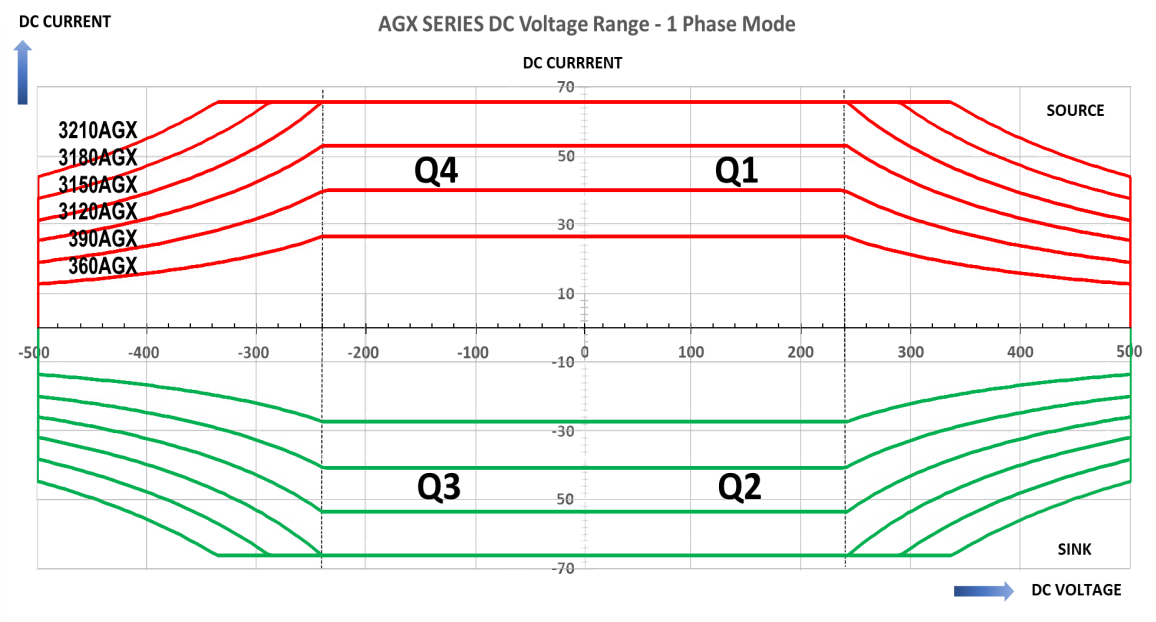 DC CURRENT
AGX SERIES DC Voltage Range - 1 Phase Mode
DC CURRRENT
70
SOURCE
3210AGX
3180AGX
50
Q4
Q1
3150AGX
3120AGX
30
390AGX
360AGX
10
-500 -400 -300 -200 -100 0 100 200 300 400 500
-10
-30
Q3
Q2
50
SINK
-70
DC VOLTAGE